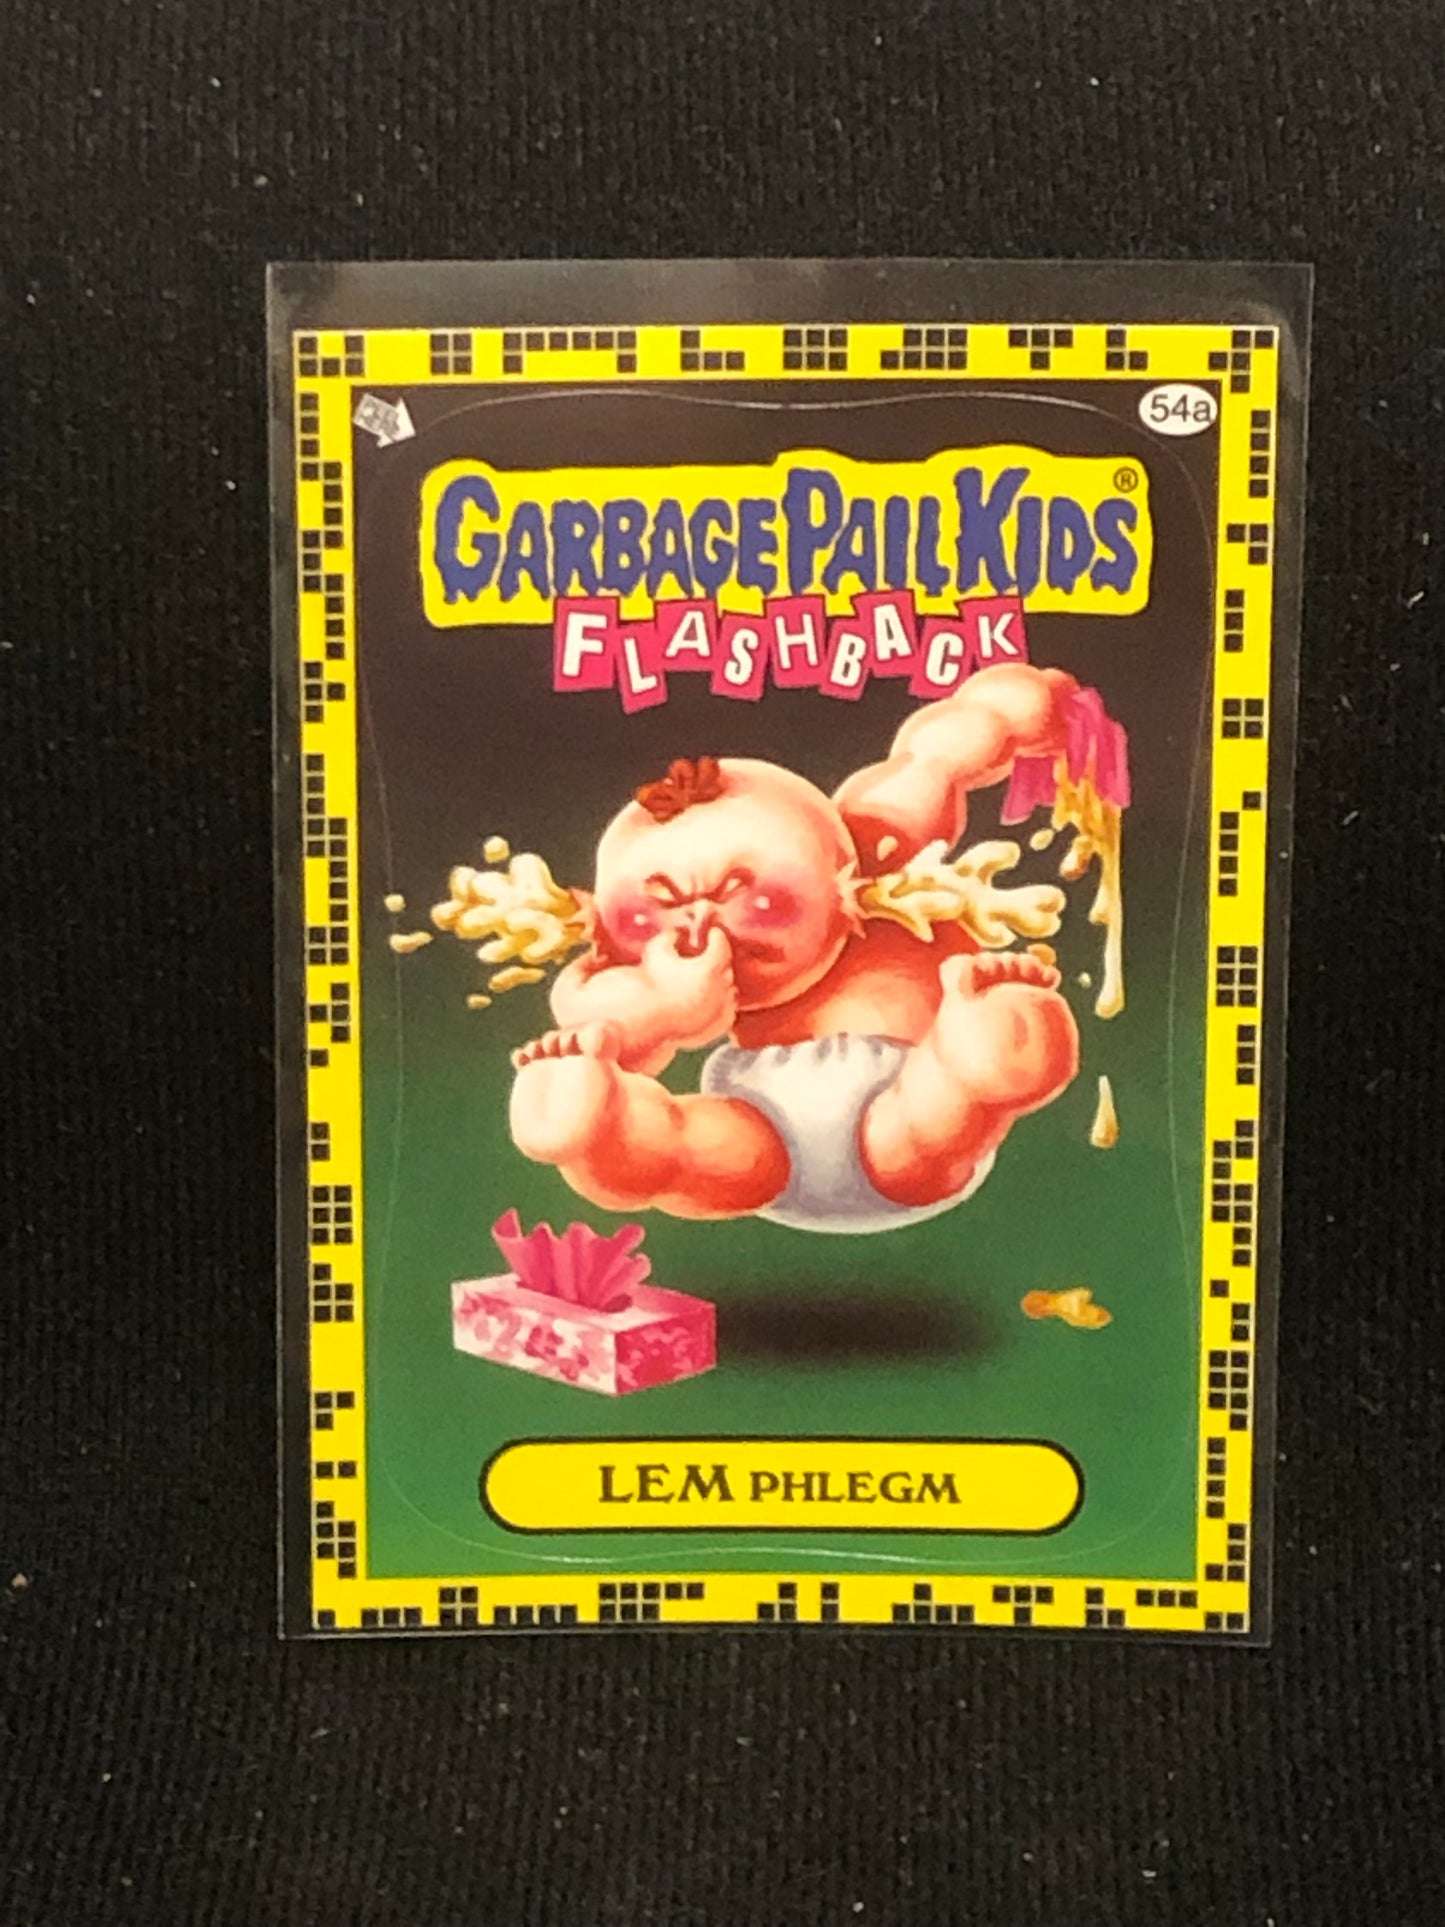 54a
GARBAGE PAIL KIDS®
FLASHBACK
LEM PHLEGM